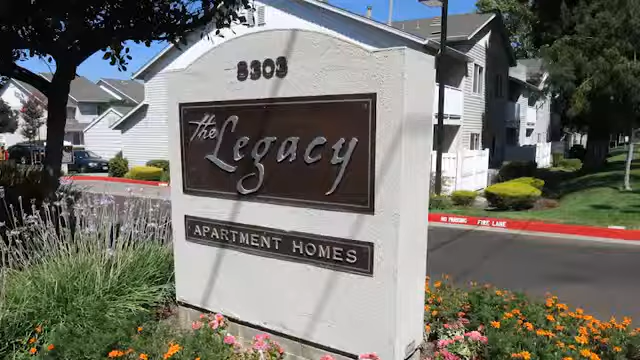 8303
the Legacy
APARTMENT HOMES
NO PARKING FIRE LANE